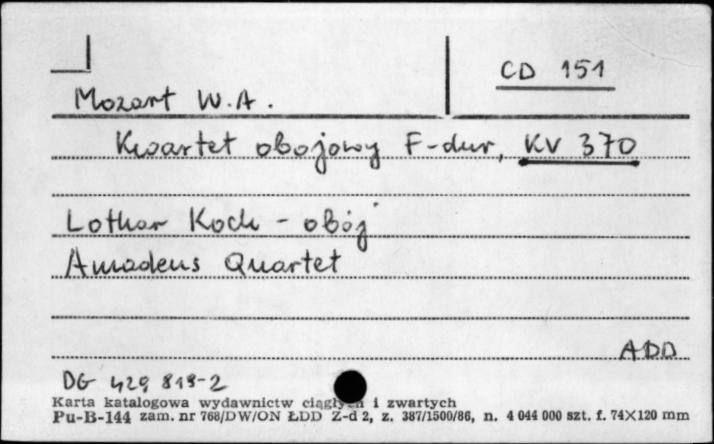 CD 151
Mozart W.A.
Kwartet obojowy F-dur, KV 370
Lothar Koch - obój
Amadeus Quartet
ADD
DG 429 819-2
Karta katalogowa wydawnictw ciągłych i zwartych
Pu-B-144 zam. nr 768/DW/ON ŁDD Z-d 2, z. 387/1500/86, n. 4 044 000 szt. f. 74X120 mm